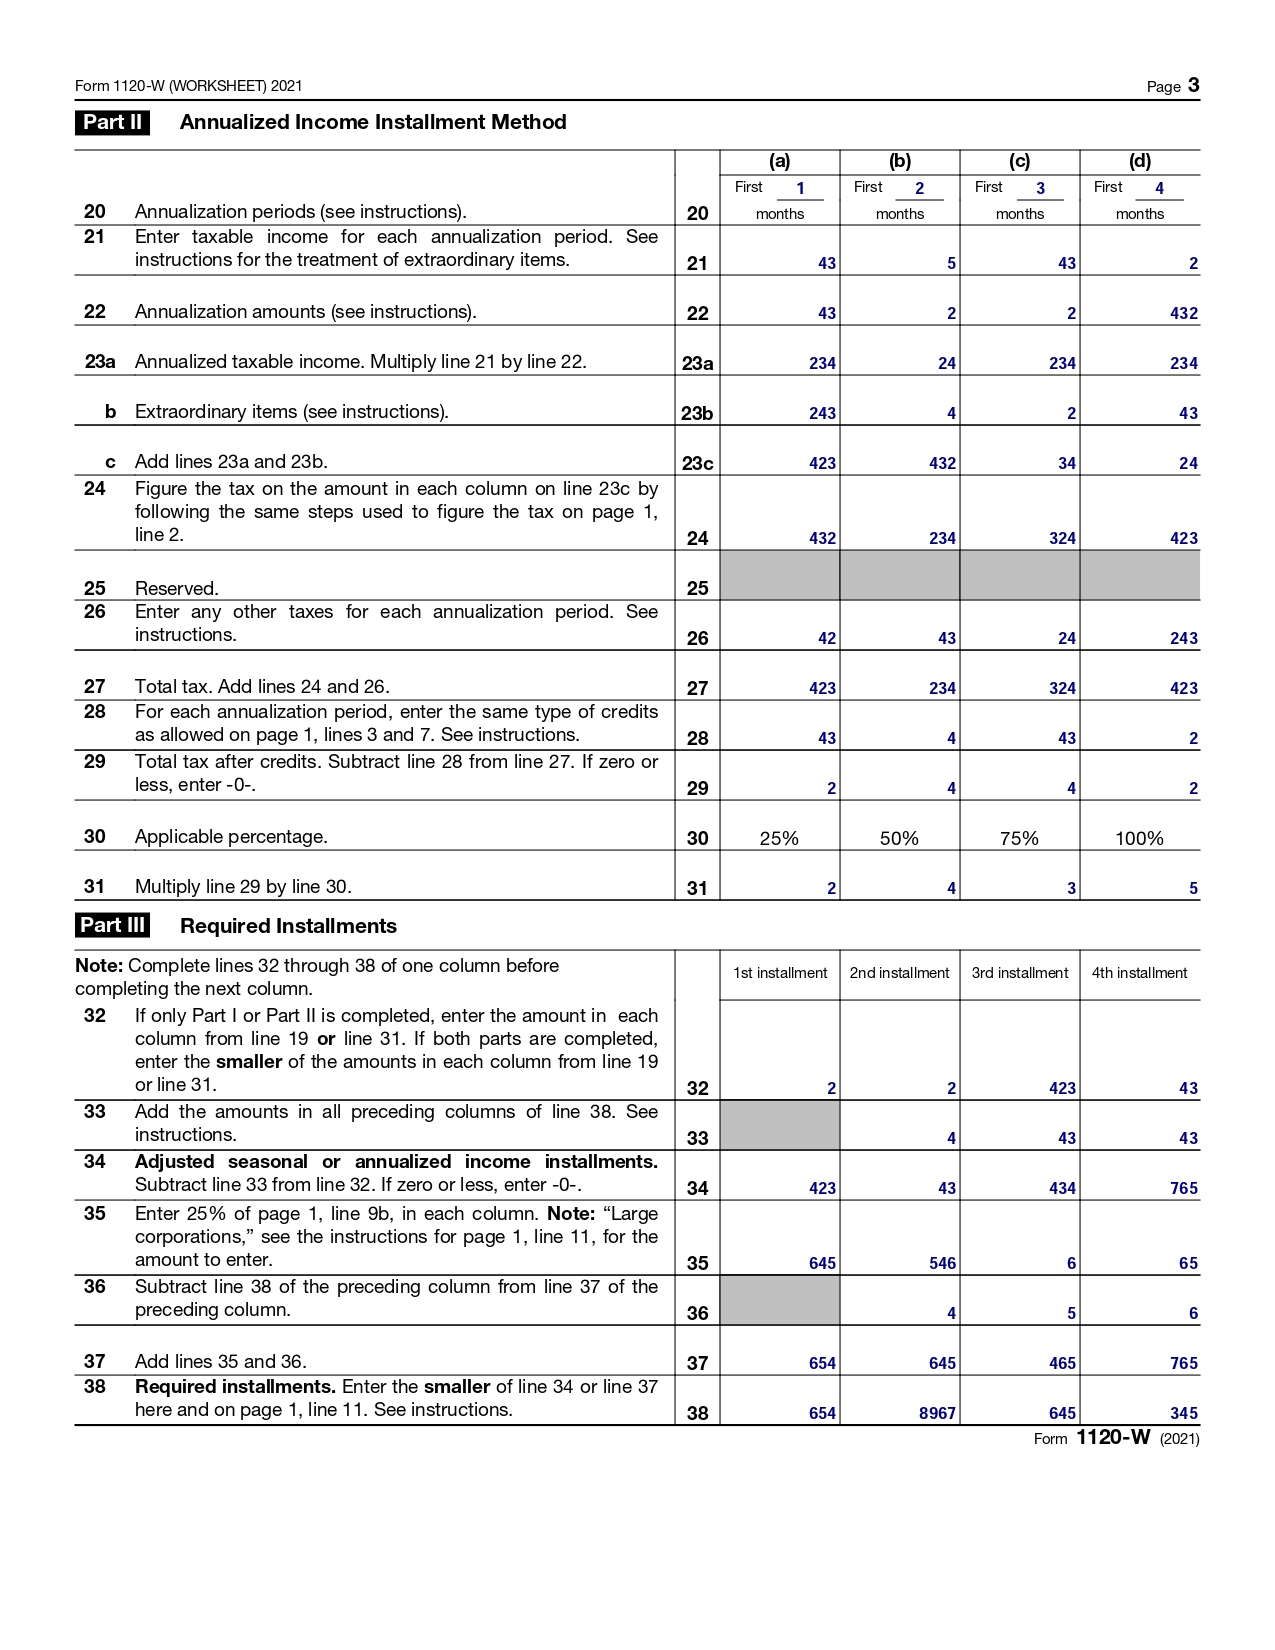 Form 1120-W (WORKSHEET) 2021 Page 3
Part II Annualized Income Installment Method
(a) (b) (c) (d)
First 1 First 2 First 3 First 4
20 Annualization periods (see instructions). 20 months months months months
21 Enter taxable income for each annualization period. See
instructions for the treatment of extraordinary items. 21 43 5 43 2
22 Annualization amounts (see instructions). 22 43 2 2 432
23a Annualized taxable income. Multiply line 21 by line 22. 23a 234 24 234 234
b Extraordinary items (see instructions). 23b 243 4 2 43
c Add lines 23a and 23b. 23c 423 432 34 24
24 Figure the tax on the amount in each column on line 23c by
following the same steps used to figure the tax on page 1,
line 2. 24 432 234 324 423
25 Reserved. 25
26 Enter any other taxes for each annualization period. See
instructions. 26 42 43 24 243
27 Total tax. Add lines 24 and 26. 27 423 234 324 423
28 For each annualization period, enter the same type of credits
as allowed on page 1, lines 3 and 7. See instructions. 28 43 4 43 2
29 Total tax after credits. Subtract line 28 from line 27. If zero or
less, enter -0-. 29 2 4 4 2
30 Applicable percentage. 30 25% 50% 75% 100%
31 Multiply line 29 by line 30. 31 2 4 3 5
Part III Required Installments
Note: Complete lines 32 through 38 of one column before
completing the next column.
1st installment 2nd installment 3rd installment 4th installment
32 If only Part I or Part II is completed, enter the amount in each
column from line 19 or line 31. If both parts are completed,
enter the smaller of the amounts in each column from line 19
or line 31. 32 2 2 423 43
33 Add the amounts in all preceding columns of line 38. See
instructions. 33 4 43 43
34 Adjusted seasonal or annualized income installments.
Subtract line 33 from line 32. If zero or less, enter -0-. 34 423 43 434 765
35 Enter 25% of page 1, line 9b, in each column. Note: “Large
corporations,” see the instructions for page 1, line 11, for the
amount to enter. 35 645 546 6 65
36 Subtract line 38 of the preceding column from line 37 of the
preceding column. 36 4 5 6
37 Add lines 35 and 36. 37 654 645 465 765
38 Required installments. Enter the smaller of line 34 or line 37
here and on page 1, line 11. See instructions. 38 654 8967 645 345
Form 1120-W (2021)